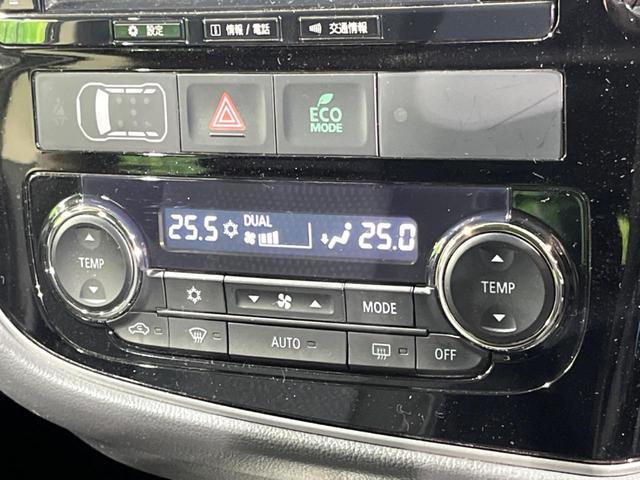 設定 情報 / 電話 交通情報
ECO
MODE
25.5 DUAL 25.0
TEMP TEMP
MODE
AUTO OFF